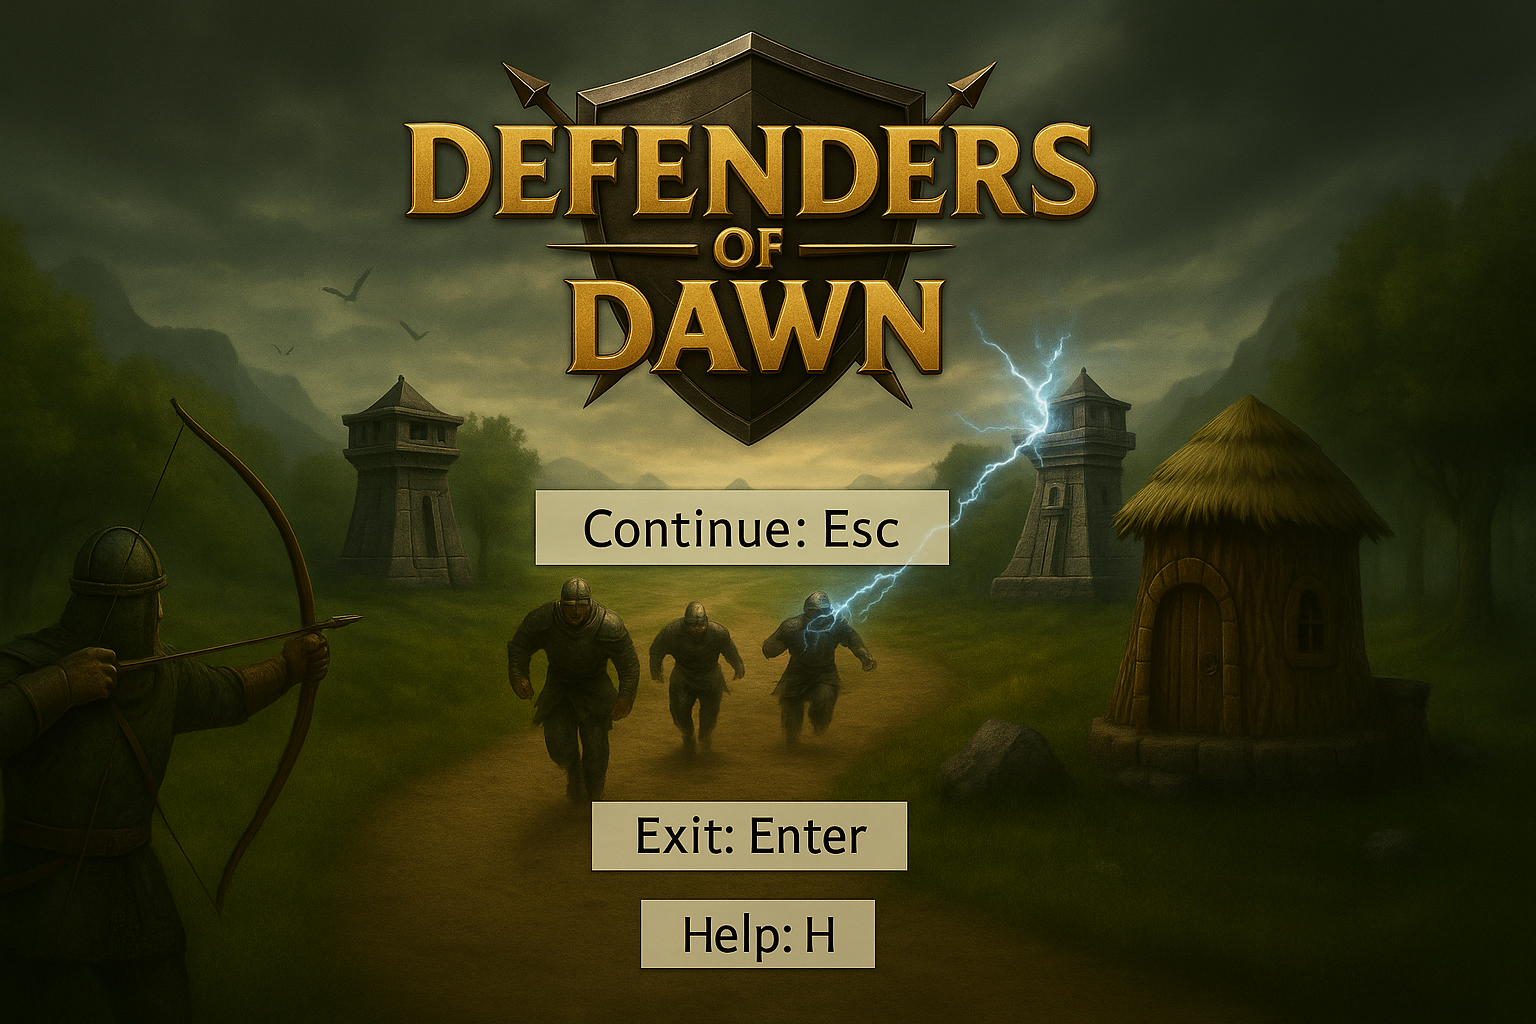 DEFENDERS
OF
DAWN
Continue: Esc
Exit: Enter
Help: H